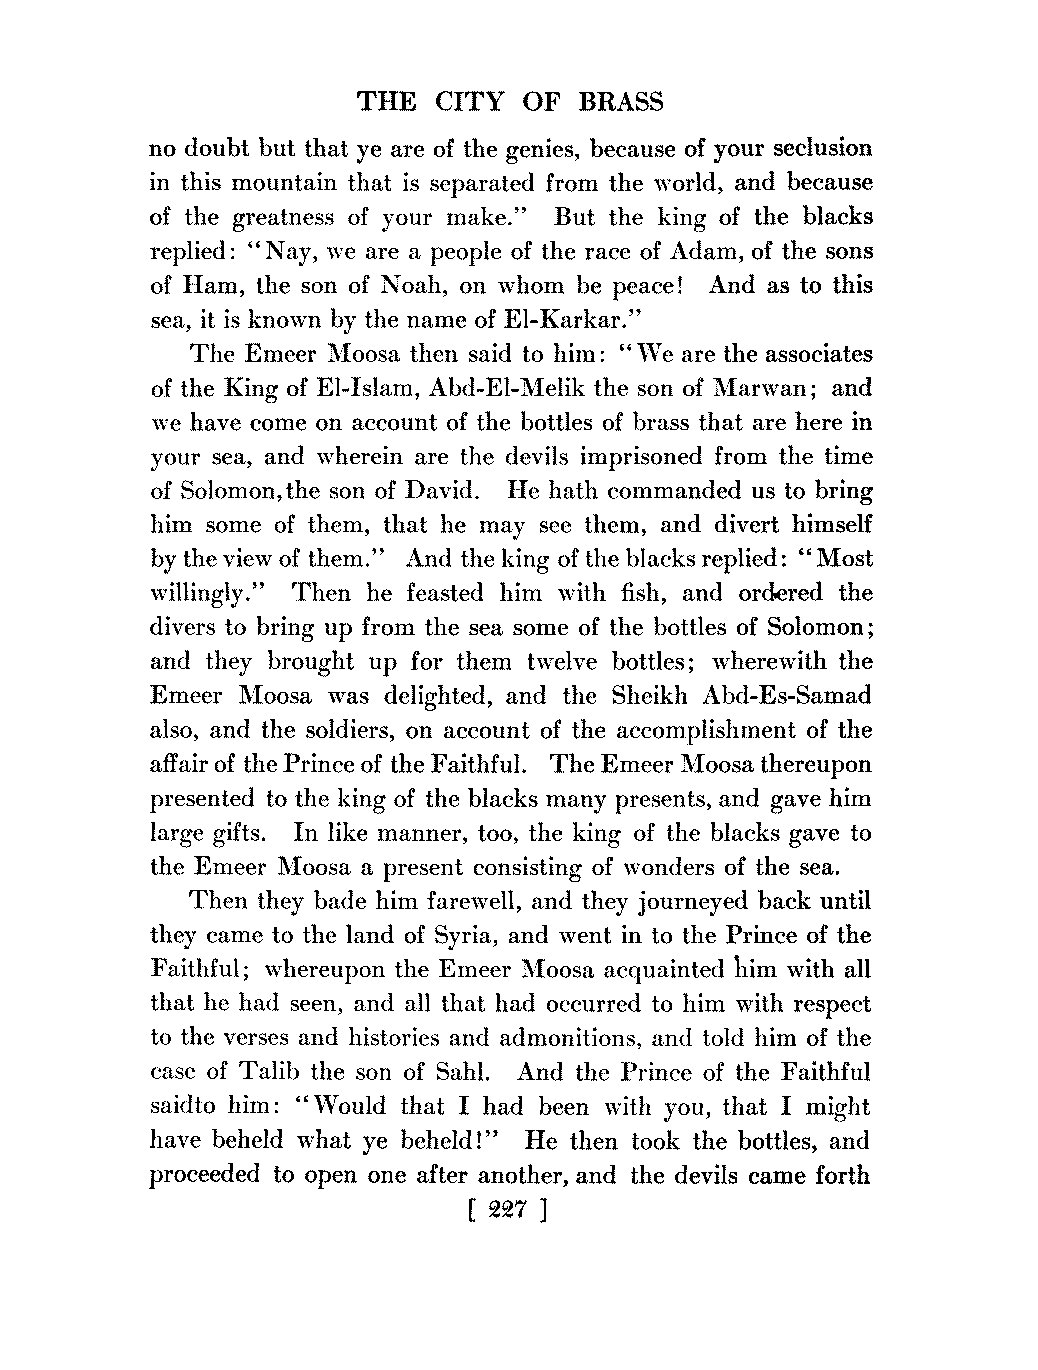 THE CITY OF BRASS
no doubt but that ye are of the genies, because of your seclusion
in this mountain that is separated from the world, and because
of the greatness of your make.” But the king of the blacks
replied: “Nay, we are a people of the race of Adam, of the sons
of Ham, the son of Noah, on whom be peace! And as to this
sea, it is known by the name of El-Karkar.”
The Emeer Moosa then said to him: “We are the associates
of the King of El-Islam, Abd-El-Melik the son of Marwan; and
we have come on account of the bottles of brass that are here in
your sea, and wherein are the devils imprisoned from the time
of Solomon,the son of David. He hath commanded us to bring
him some of them, that he may see them, and divert himself
by the view of them.” And the king of the blacks replied: “Most
willingly.” Then he feasted him with fish, and ordered the
divers to bring up from the sea some of the bottles of Solomon;
and they brought up for them twelve bottles; wherewith the
Emeer Moosa was delighted, and the Sheikh Abd-Es-Samad
also, and the soldiers, on account of the accomplishment of the
affair of the Prince of the Faithful. The Emeer Moosa thereupon
presented to the king of the blacks many presents, and gave him
large gifts. In like manner, too, the king of the blacks gave to
the Emeer Moosa a present consisting of wonders of the sea.
Then they bade him farewell, and they journeyed back until
they came to the land of Syria, and went in to the Prince of the
Faithful; whereupon the Emeer Moosa acquainted him with all
that he had seen, and all that had occurred to him with respect
to the verses and histories and admonitions, and told him of the
case of Talib the son of Sahl. And the Prince of the Faithful
saidto him: “Would that I had been with you, that I might
have beheld what ye beheld!” He then took the bottles, and
proceeded to open one after another, and the devils came forth
[ 227 ]